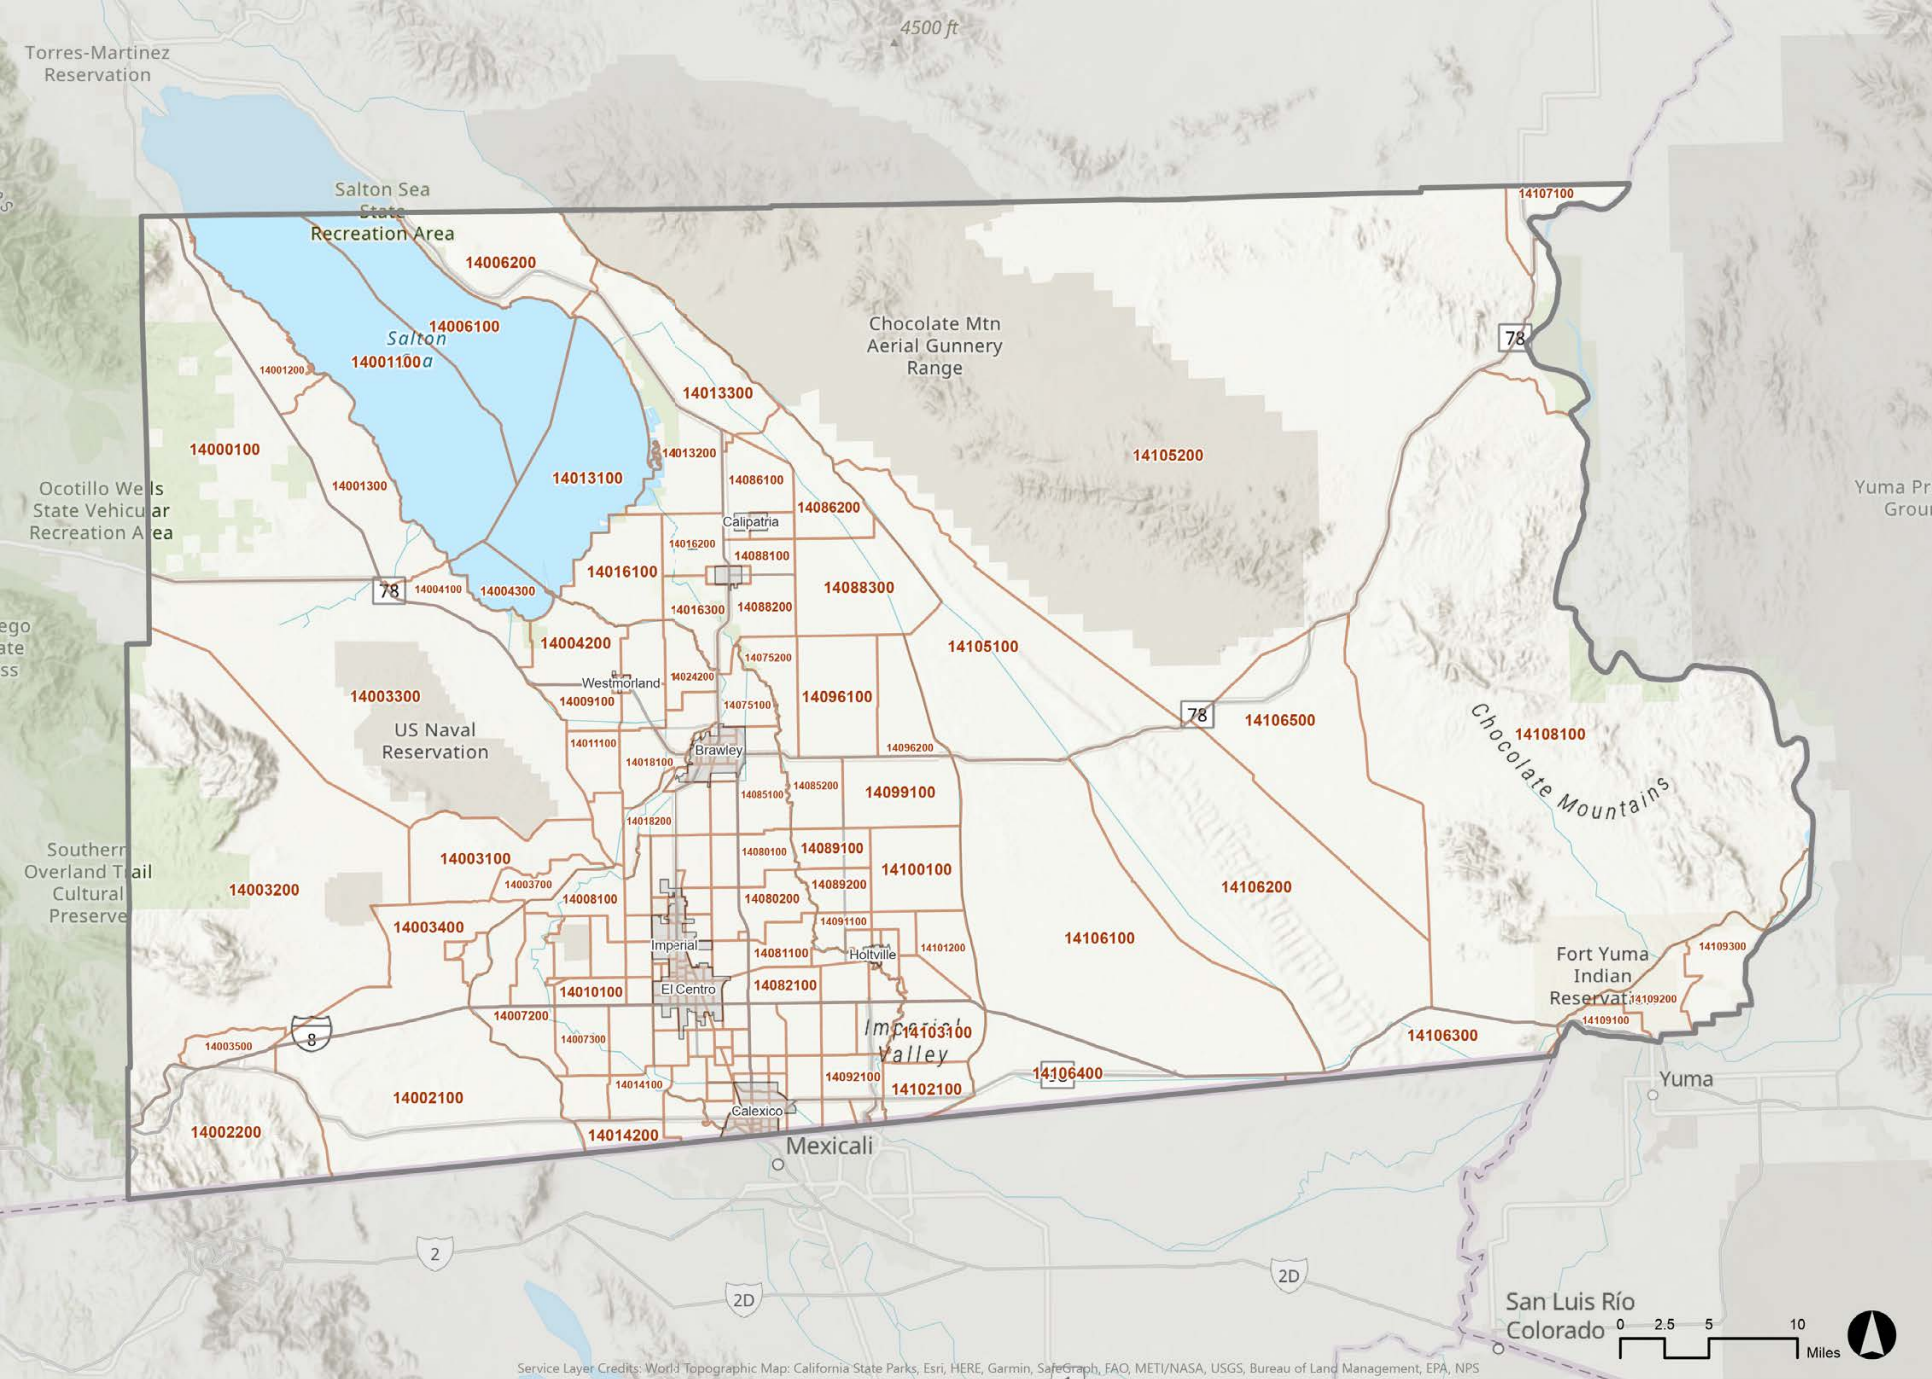 4500 ft
Torres-Martinez
Reservation
Salton Sea
State
Recreation Area
14107100
14006200
14006100
Salton
14001100
a
Chocolate Mtn
Aerial Gunnery
Range
78
14001200
14013300
14000100
14001300
14013100
14013200
14086100
14086200
14105200
Ocotillo Wells
State Vehicular
Recreation Area
Yuma Pr
Grou
Calipatria
14016200
14088100
14016100
14088300
78
14004100
14004300
14016300
14088200
ego
ate
ss
14004200
14075200
14105100
Westmorland
14024200
14003300
14009100
14075100
14096100
US Naval
Reservation
78
14106500
14108100
Chocolate Mountains
14011100
Brawley
14096200
14018100
14085100
14085200
14099100
14018200
Southern
Overland Trail
Cultural
Preserve
14003100
14080100
14089100
14100100
14003200
14003700
14008100
14080200
14089200
14106200
14003400
14091100
Imperial
14081100
Holtville
14101200
14106100
14109300
Fort Yuma
Indian
Reservati
14109200
14010100
El Centro
14082100
14007200
Imperial
Valley
14103100
14109100
8
14003500
14007300
14106300
14002100
14014100
14092100
14102100
14106400
Yuma
14002200
Calexico
14014200
Mexicali
2
2D
2D
San Luis Río
Colorado
0 2.5 5 10
Miles
Service Layer Credits: World Topographic Map: California State Parks, Esri, HERE, Garmin, SafeGraph, FAO, METI/NASA, USGS, Bureau of Land Management, EPA, NPS